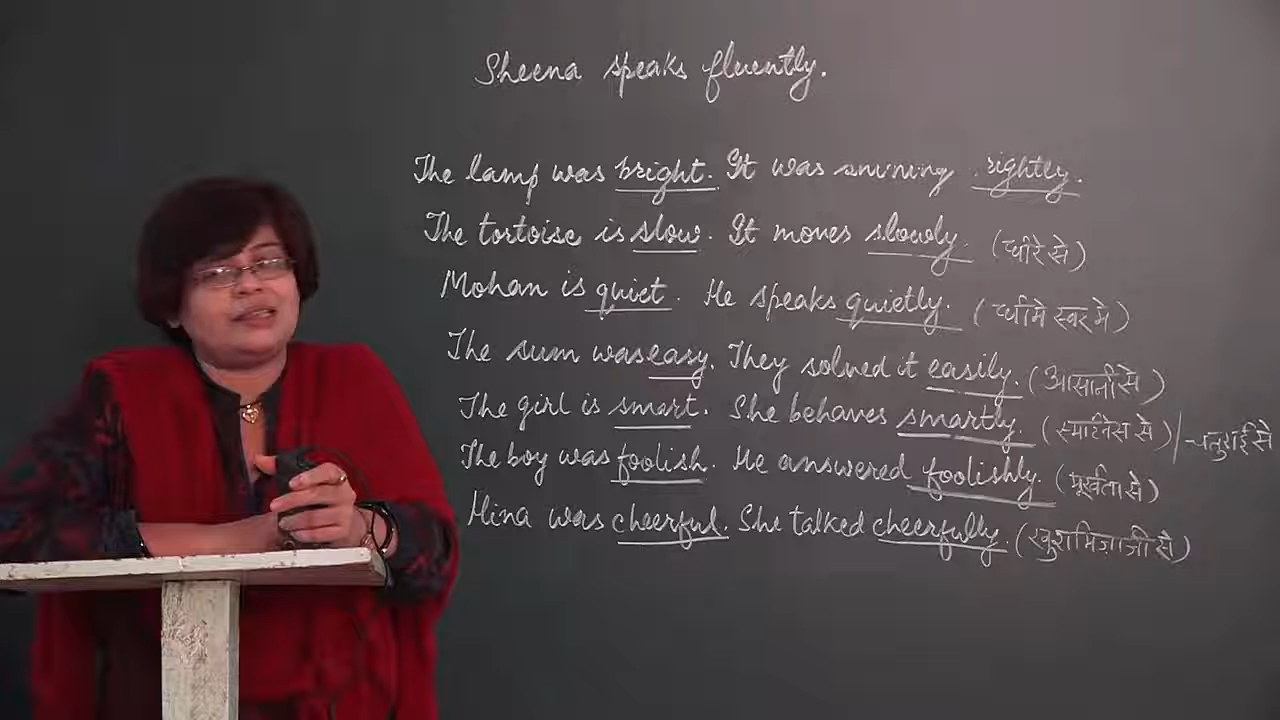 Sheena speaks fluently.
The lamp was bright. It was rightly.
The tortoise is slow. It moves slowly. (धीरे से)
Mohan is quiet. He speaks quietly. (धीमे स्वर मे)
The sum was easy. They solved it easily. (आसानी से)
The girl is smart. She behaves smartly. (स्मार्टनेस से) / चतुराई से
The boy was foolish. He answered foolishly. (मूर्खता से)
Mina was cheerful. She talked cheerfully. (खुशमिज़ाजी से)